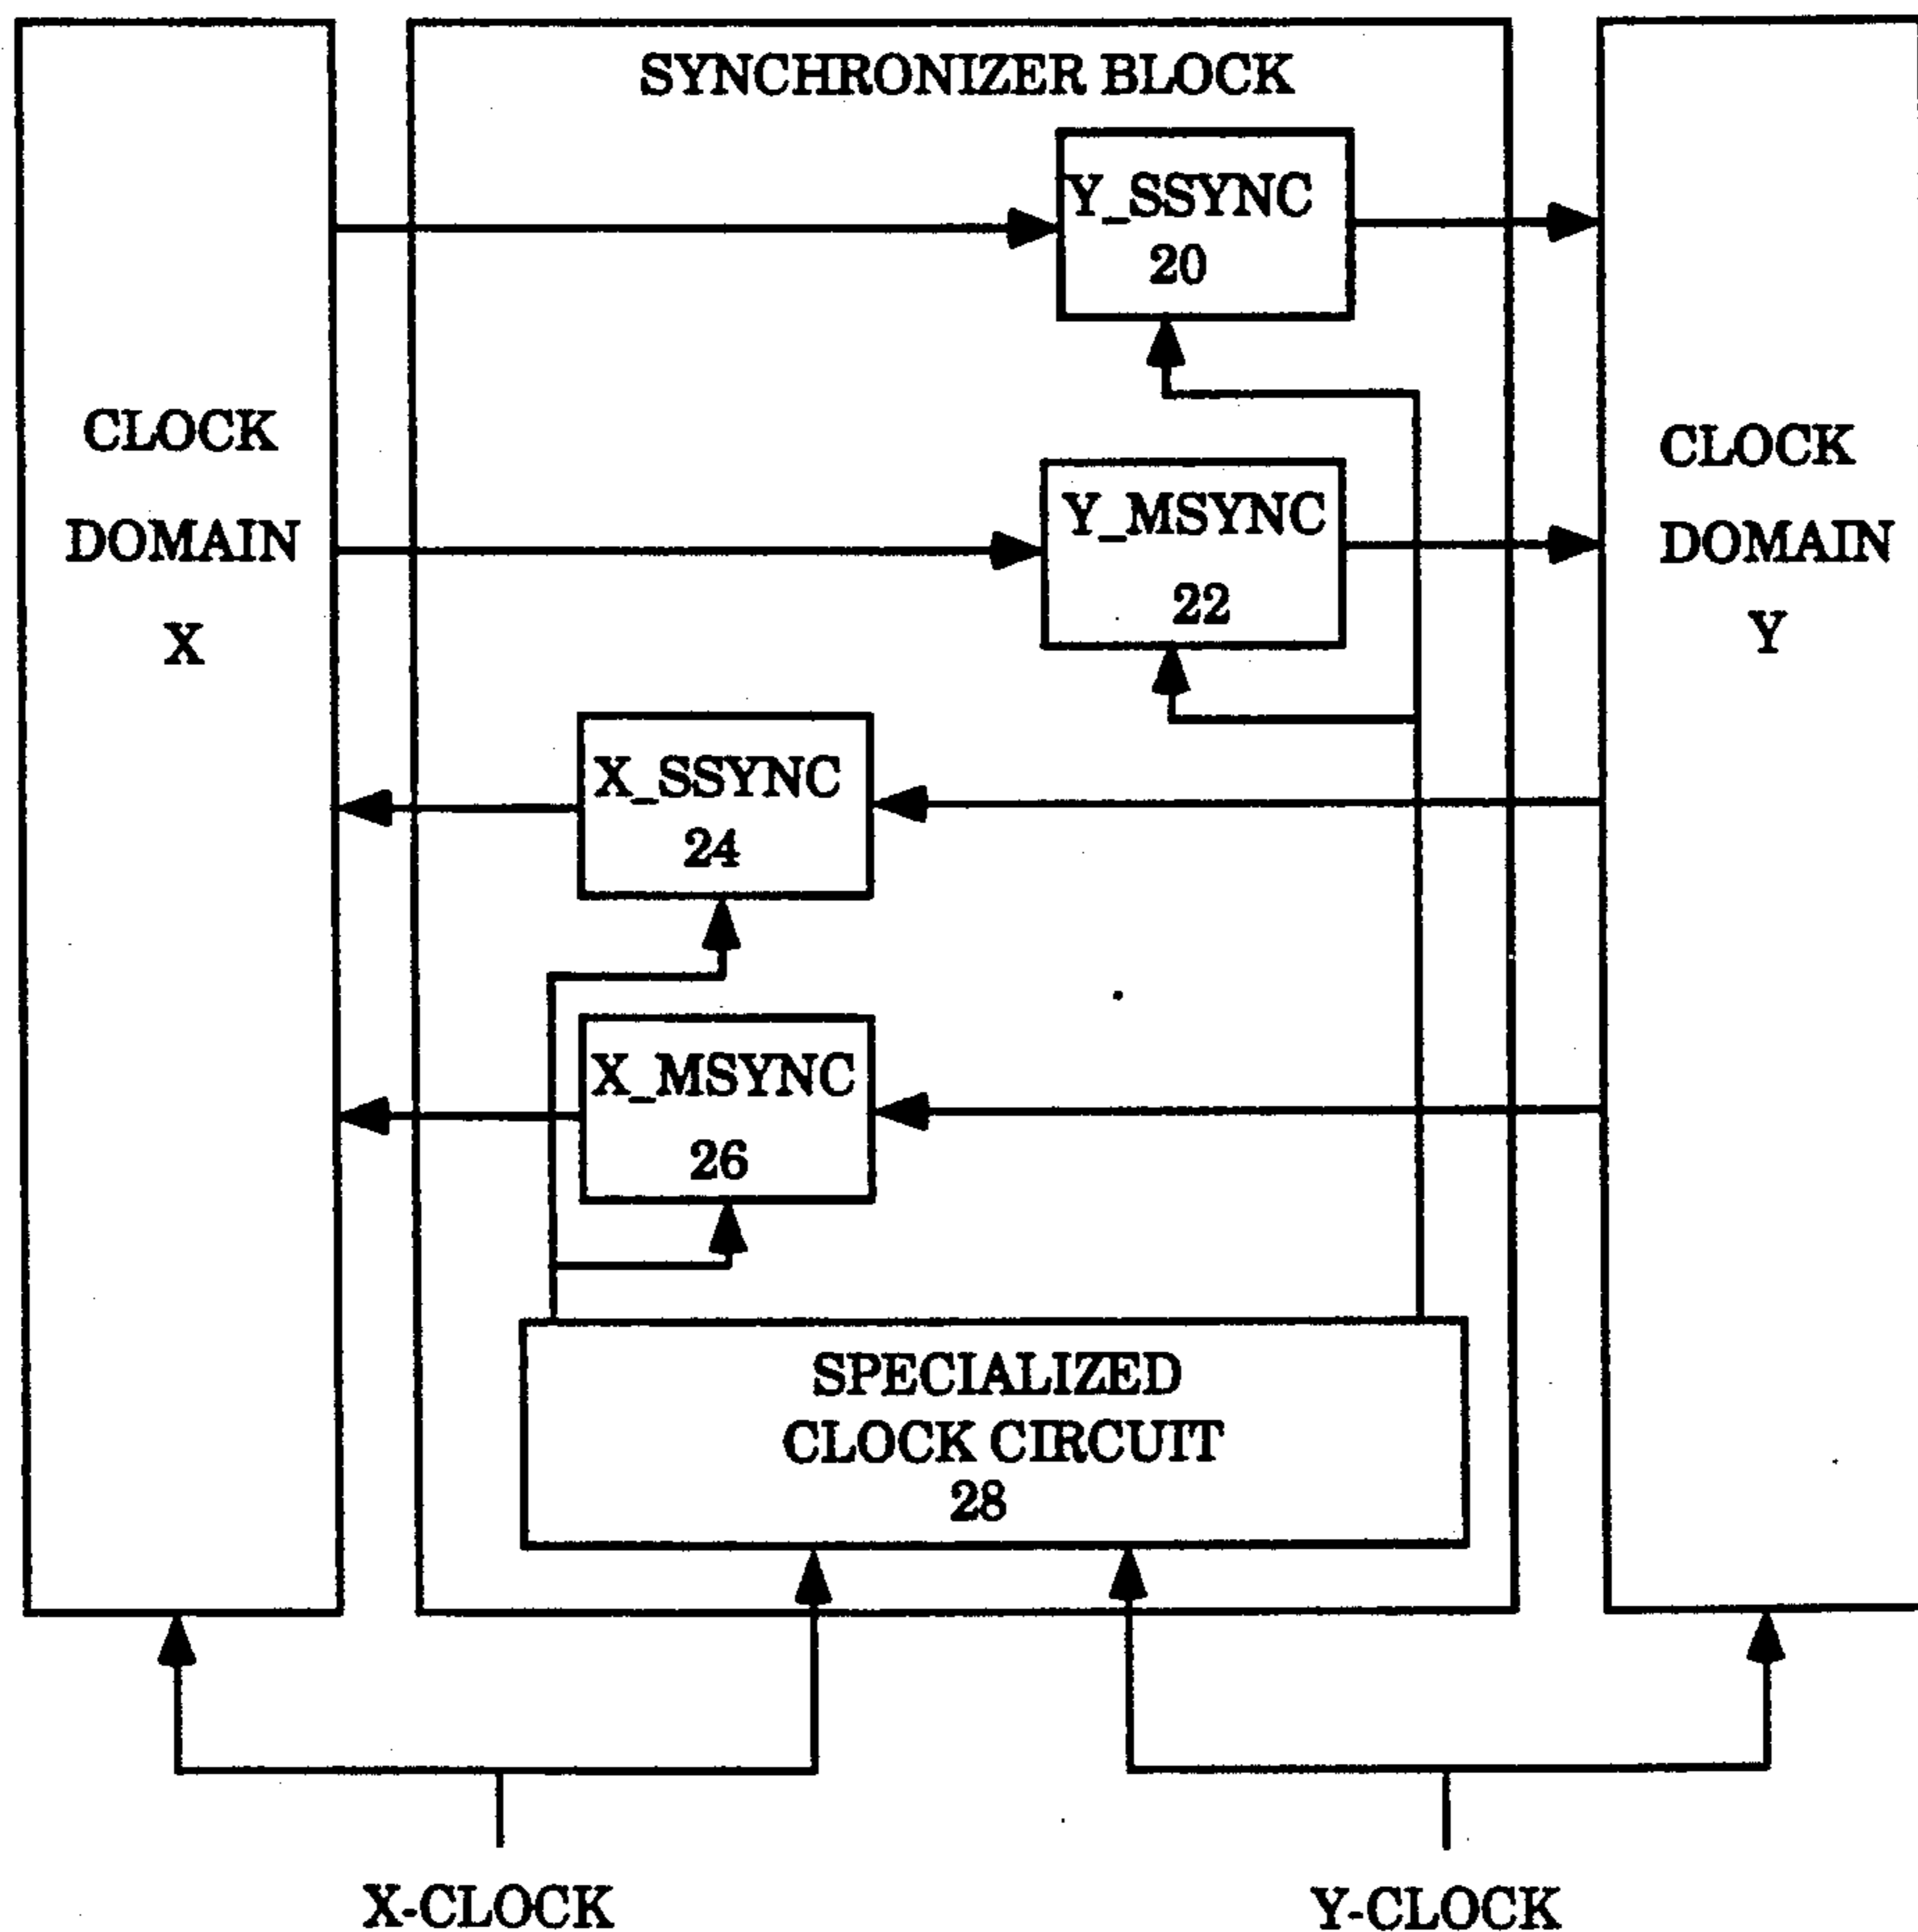 SYNCHRONIZER BLOCK
Y_SSYNC
20
CLOCK
DOMAIN
X
Y_MSYNC
22
CLOCK
DOMAIN
Y
X_SSYNC
24
X_MSYNC
26
SPECIALIZED
CLOCK CIRCUIT
28
X-CLOCK
Y-CLOCK